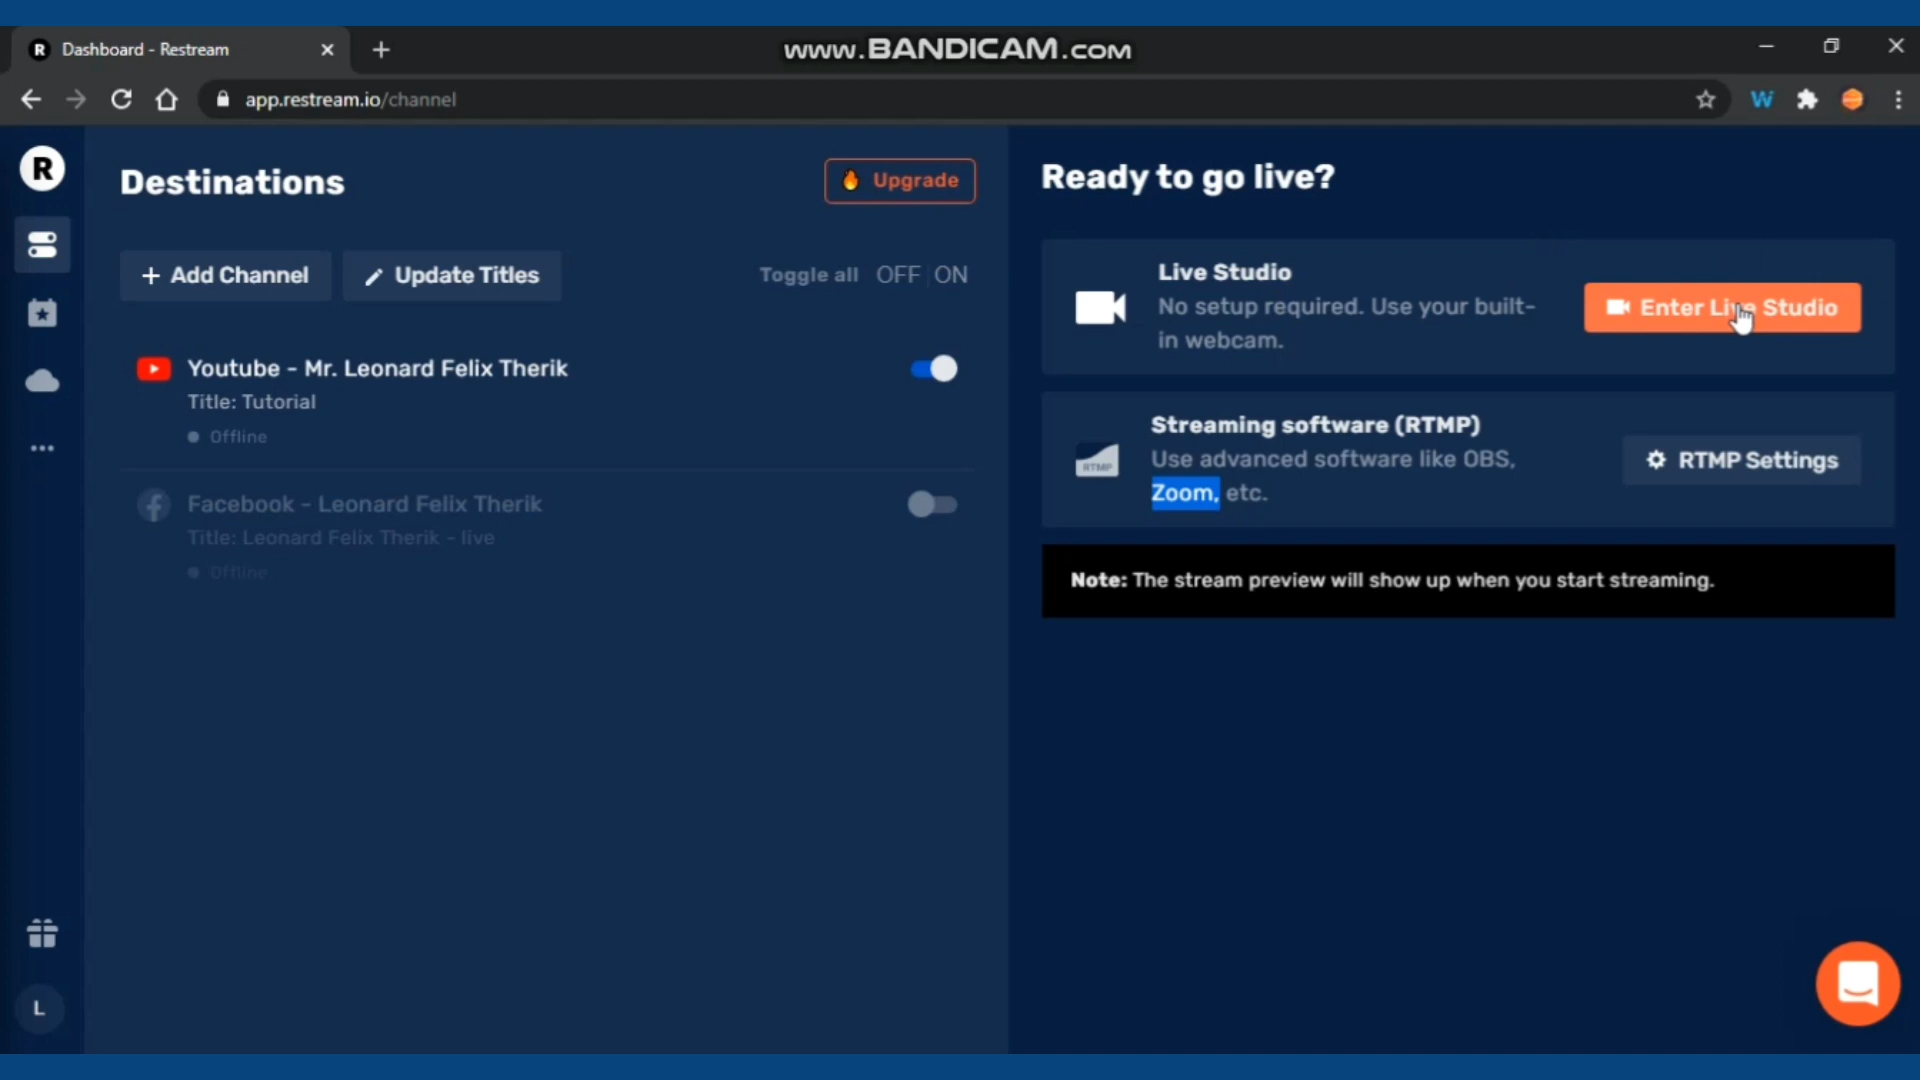 Dashboard - Restream
www.BANDICAM.com
app.restream.io/channel
R
Destinations
Upgrade
Add Channel
Update Titles
Toggle all OFF ON
Youtube - Mr. Leonard Felix Therik
Title: Tutorial
Offline
Facebook - Leonard Felix Therik
Title: Leonard Felix Therik - live
Offline
L
Ready to go live?
Live Studio
No setup required. Use your built-
in webcam.
Enter Live Studio
Streaming software (RTMP)
Use advanced software like OBS,
Zoom, etc.
RTMP
RTMP Settings
Note: The stream preview will show up when you start streaming.